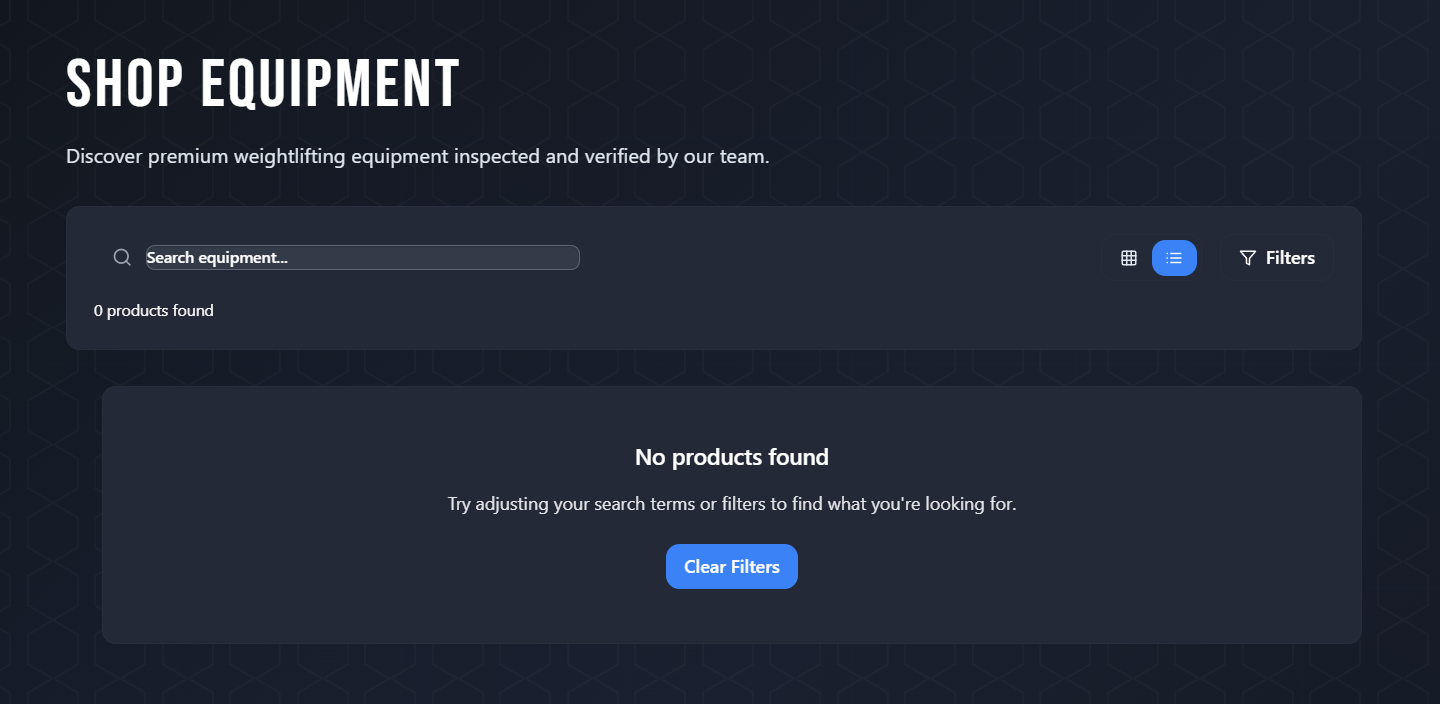 SHOP EQUIPMENT
Discover premium weightlifting equipment inspected and verified by our team.
Search equipment...
Filters
0 products found
No products found
Try adjusting your search terms or filters to find what you're looking for.
Clear Filters